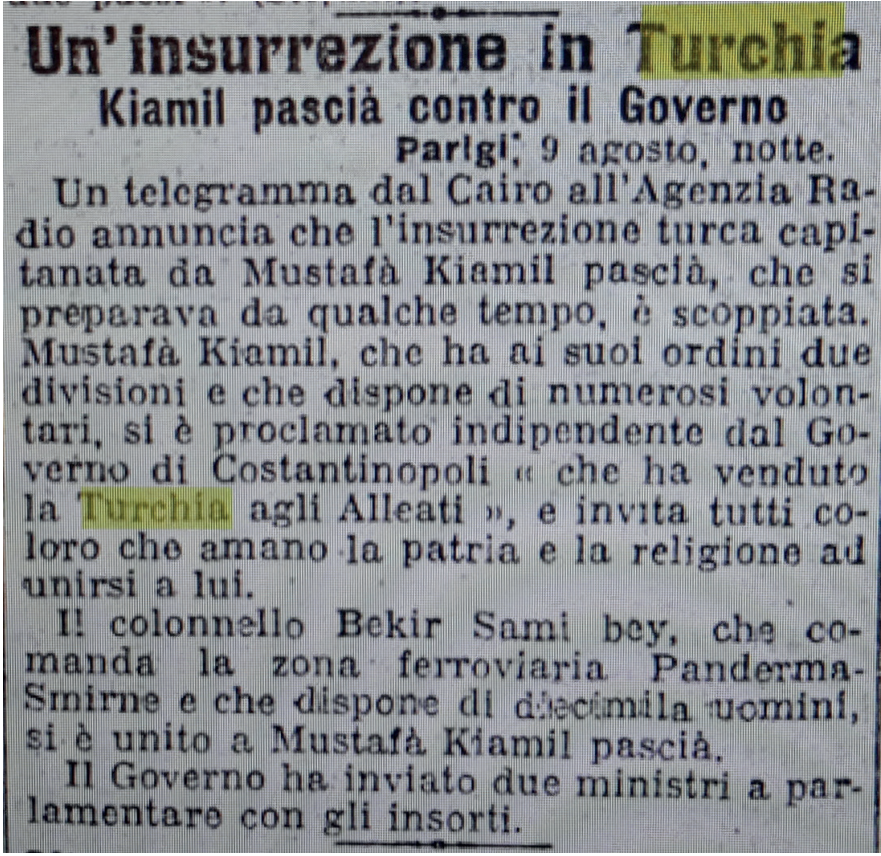 Un'insurrezione in Turchia
Kiamil pascià contro il Governo
Parigi, 9 agosto, notte.
Un telegramma dal Cairo all'Agenzia Ra-
dio annuncia che l'insurrezione turca capi-
tanata da Mustafà Kiamil pascià, che si
preparava da qualche tempo, è scoppiata.
Mustafà Kiamil, che ha ai suoi ordini due
divisioni e che dispone di numerosi volon-
tari, si è proclamato indipendente dal Go-
verno di Costantinopoli « che ha venduto
la Turchia agli Alleati », e invita tutti co-
loro che amano la patria e la religione ad
unirsi a lui.
Il colonnello Bekir Sami bey, che co-
manda la zona ferroviaria Panderma-
Smirne e che dispone di diecimila uomini,
si è unito a Mustafà Kiamil pascià.
Il Governo ha inviato due ministri a par-
lamentare con gli insorti.